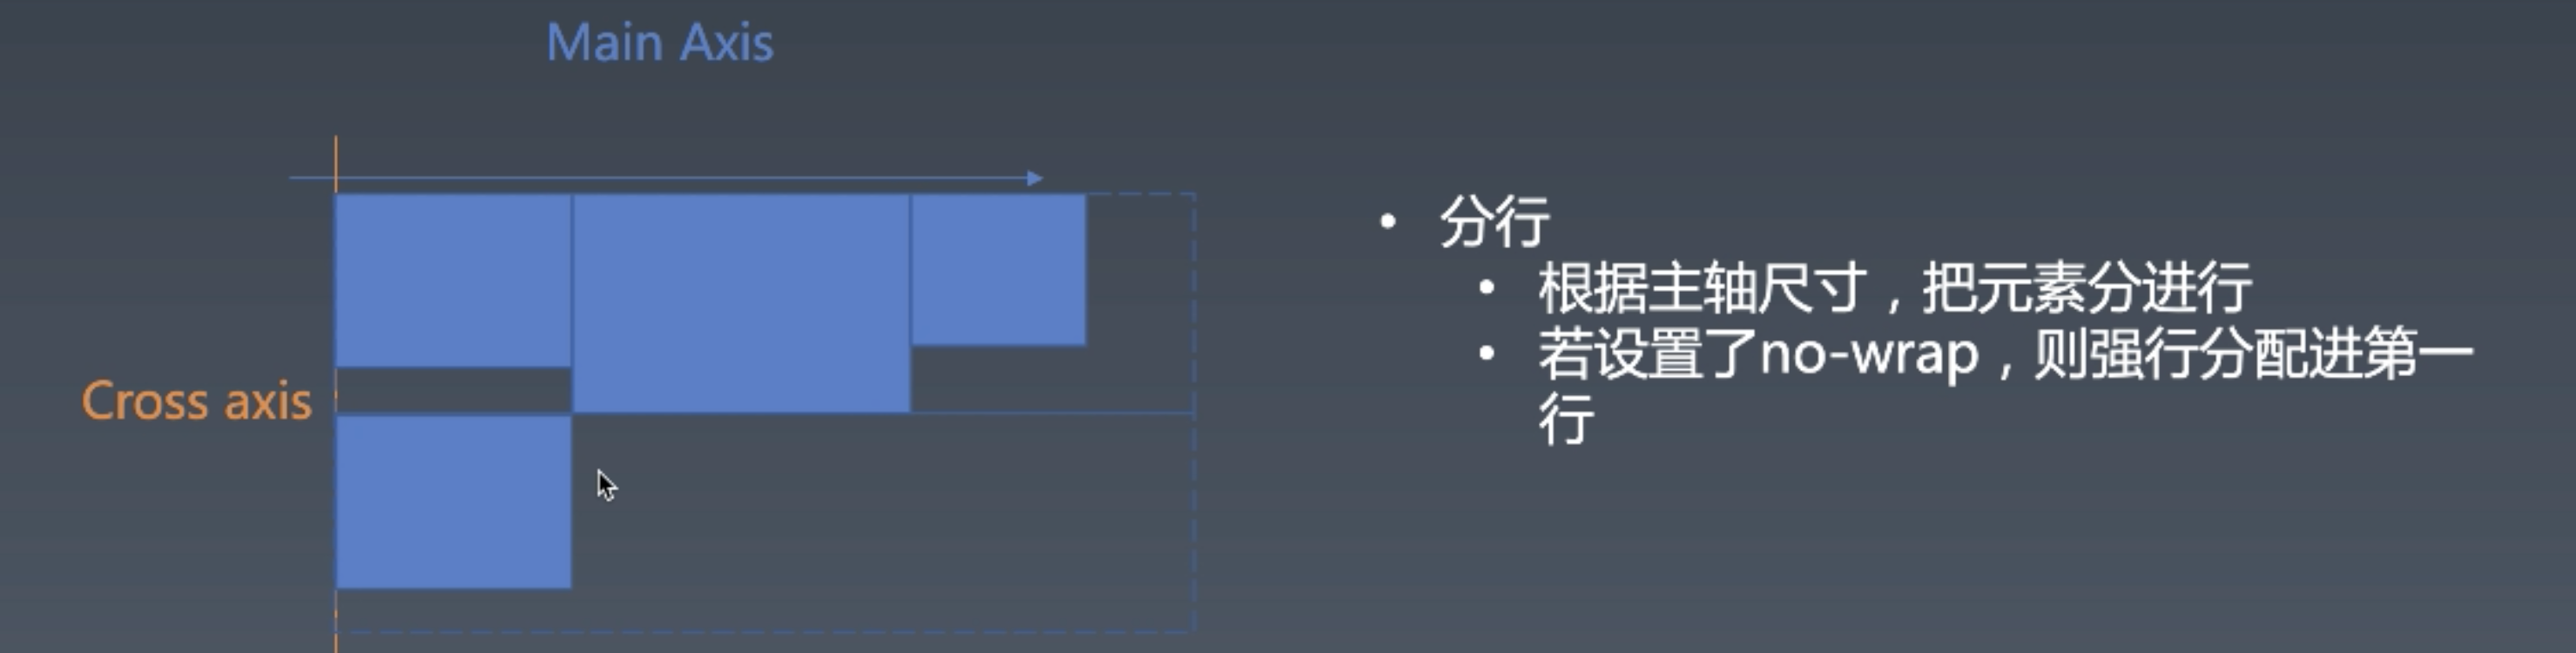 Main Axis
Cross axis
• 分行
• 根据主轴尺寸，把元素分进行
• 若设置了no-wrap，则强行分配进第一
行